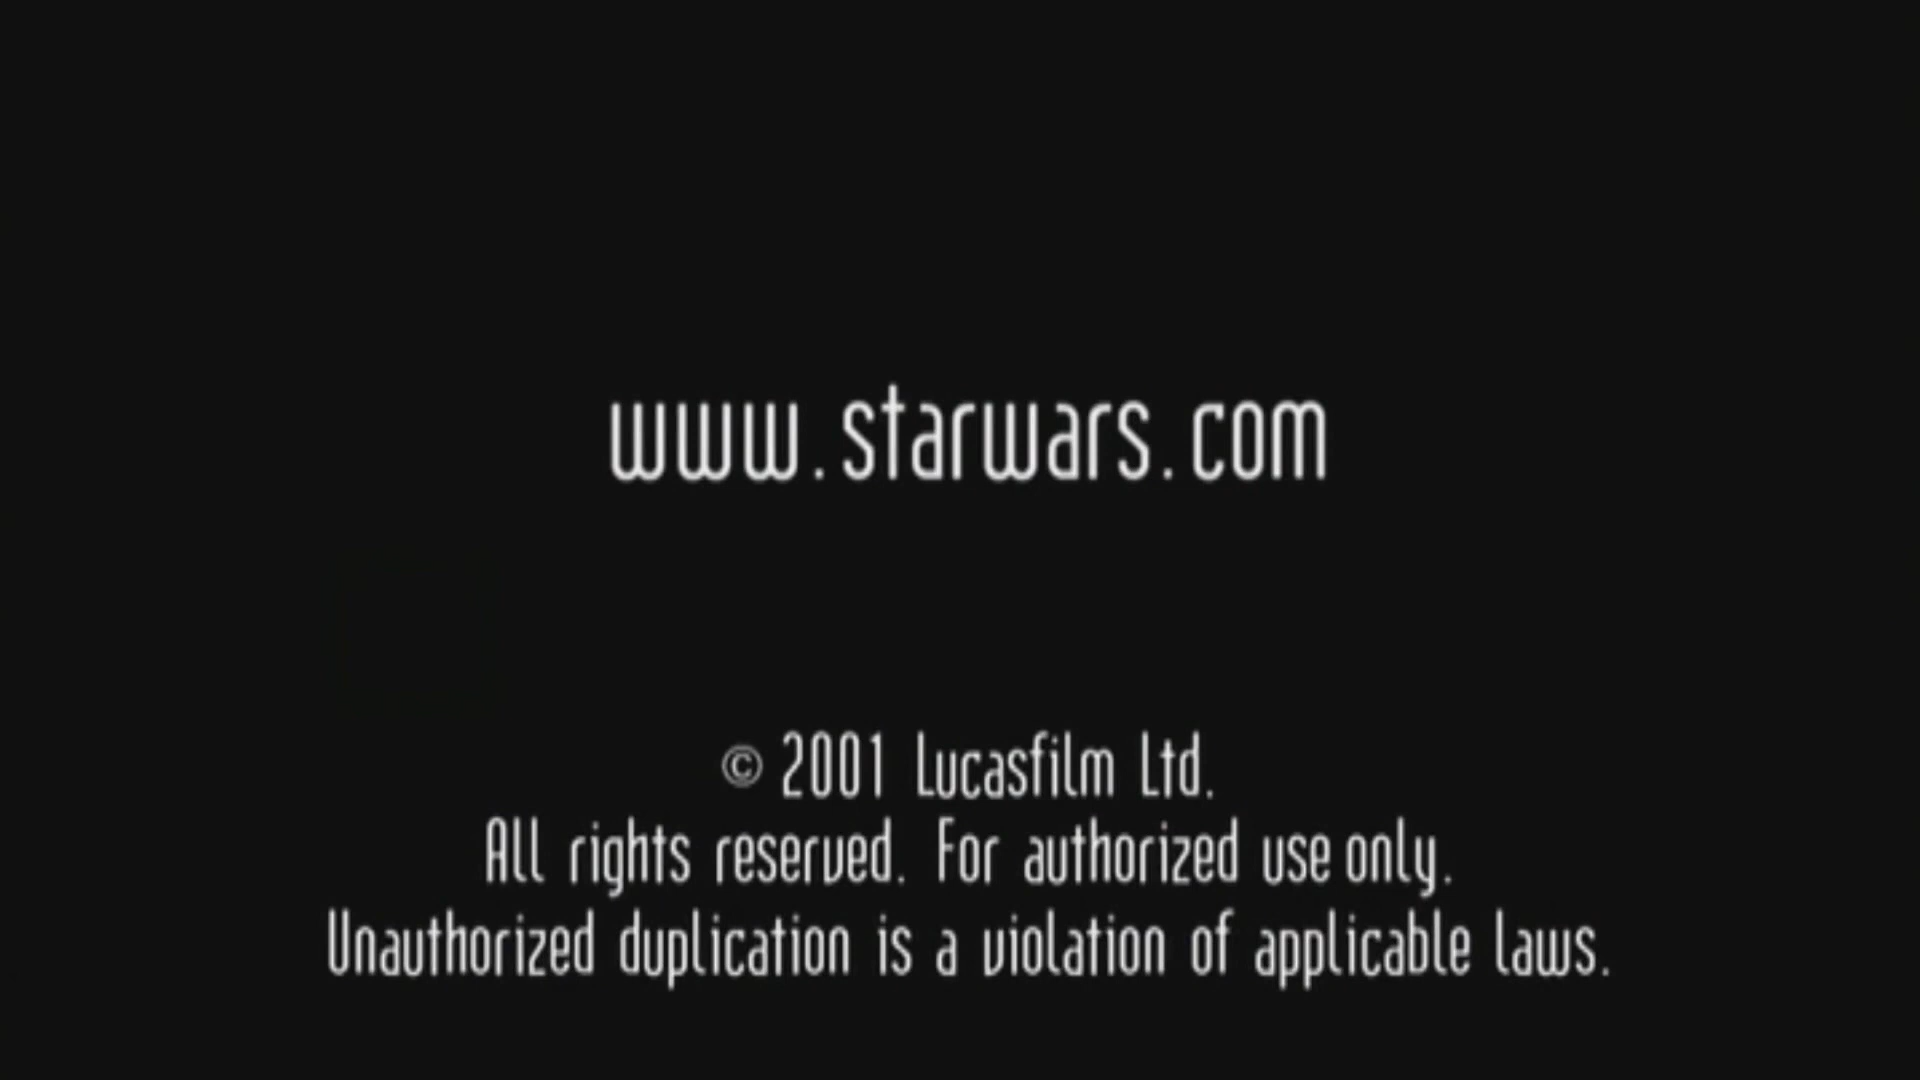 www.starwars.com
© 2001 Lucasfilm Ltd.
All rights reserved. For authorized use only.
Unauthorized duplication is a violation of applicable laws.